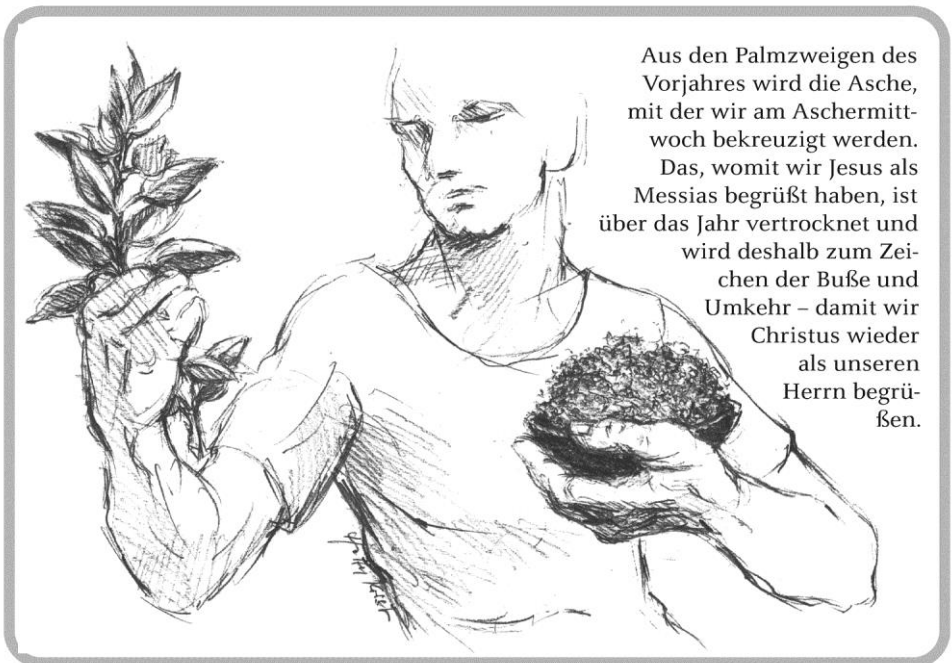 Aus den Palmzweigen des
Vorjahres wird die Asche,
mit der wir am Aschermitt-
woch bekreuzigt werden.
Das, womit wir Jesus als
Messias begrüßt haben, ist
über das Jahr vertrocknet und
wird deshalb zum Zei-
chen der Buße und
Umkehr – damit wir
Christus wieder
als unseren
Herrn begrü-
ßen.